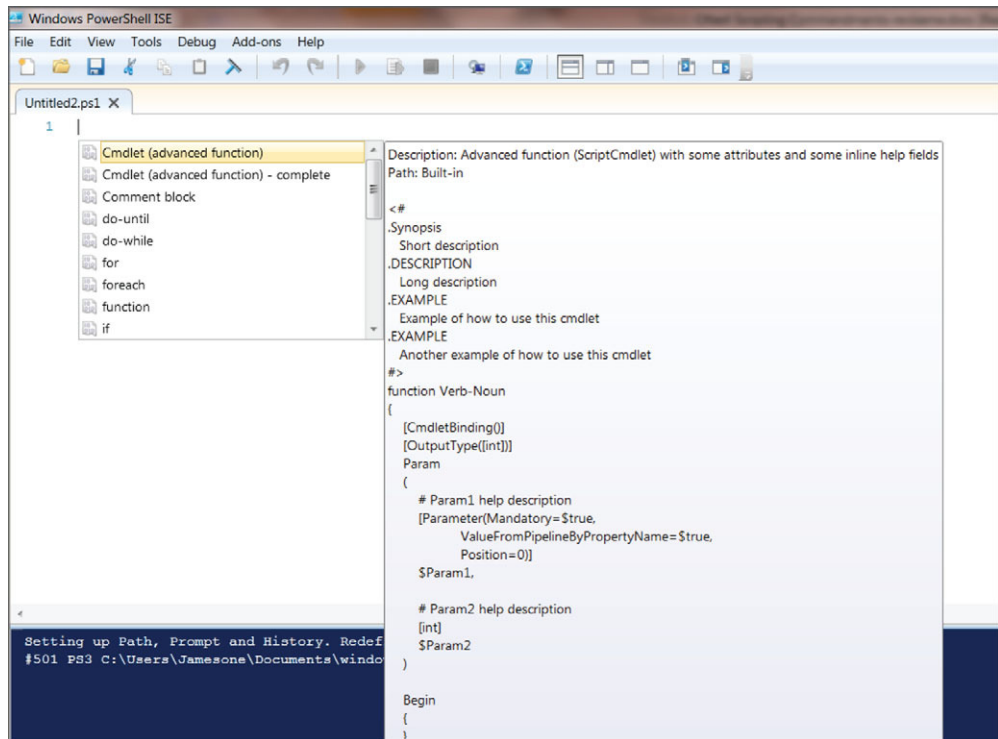 Windows PowerShell ISE
File Edit View Tools Debug Add-ons Help
Untitled2.ps1 X
1
Cmdlet (advanced function)
Cmdlet (advanced function) - complete
Comment block
do-until
do-while
for
foreach
function
if
Description: Advanced function (ScriptCmdlet) with some attributes and some inline help fields
Path: Built-in
<#
.Synopsis
Short description
.DESCRIPTION
Long description
.EXAMPLE
Example of how to use this cmdlet
.EXAMPLE
Another example of how to use this cmdlet
#>
function Verb-Noun
{
[CmdletBinding()]
[OutputType([int])]
Param
(
# Param1 help description
[Parameter(Mandatory=$true,
ValueFromPipelineByPropertyName=$true,
Position=0)]
$Param1,
# Param2 help description
[int]
$Param2
)
Begin
{
}
Setting up Path, Prompt and History. Redef
#501 PS3 C:\Users\Jamesone\Documents\windo